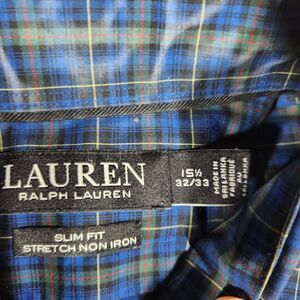 LAUREN
RALPH LAUREN
15½
32/33
MADE IN
SRI LANKA
FABRIQUÉ
AU
SRI LANKA
SLIM FIT
STRETCH NON IRON